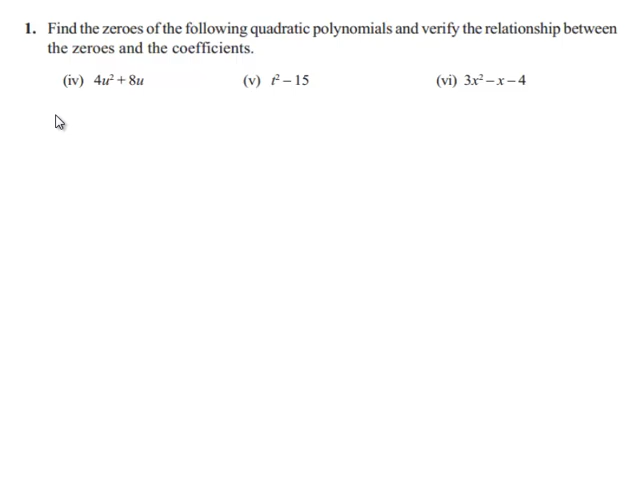 1. Find the zeroes of the following quadratic polynomials and verify the relationship between
the zeroes and the coefficients.
(iv) 4u² + 8u (v) t² – 15 (vi) 3x² – x – 4